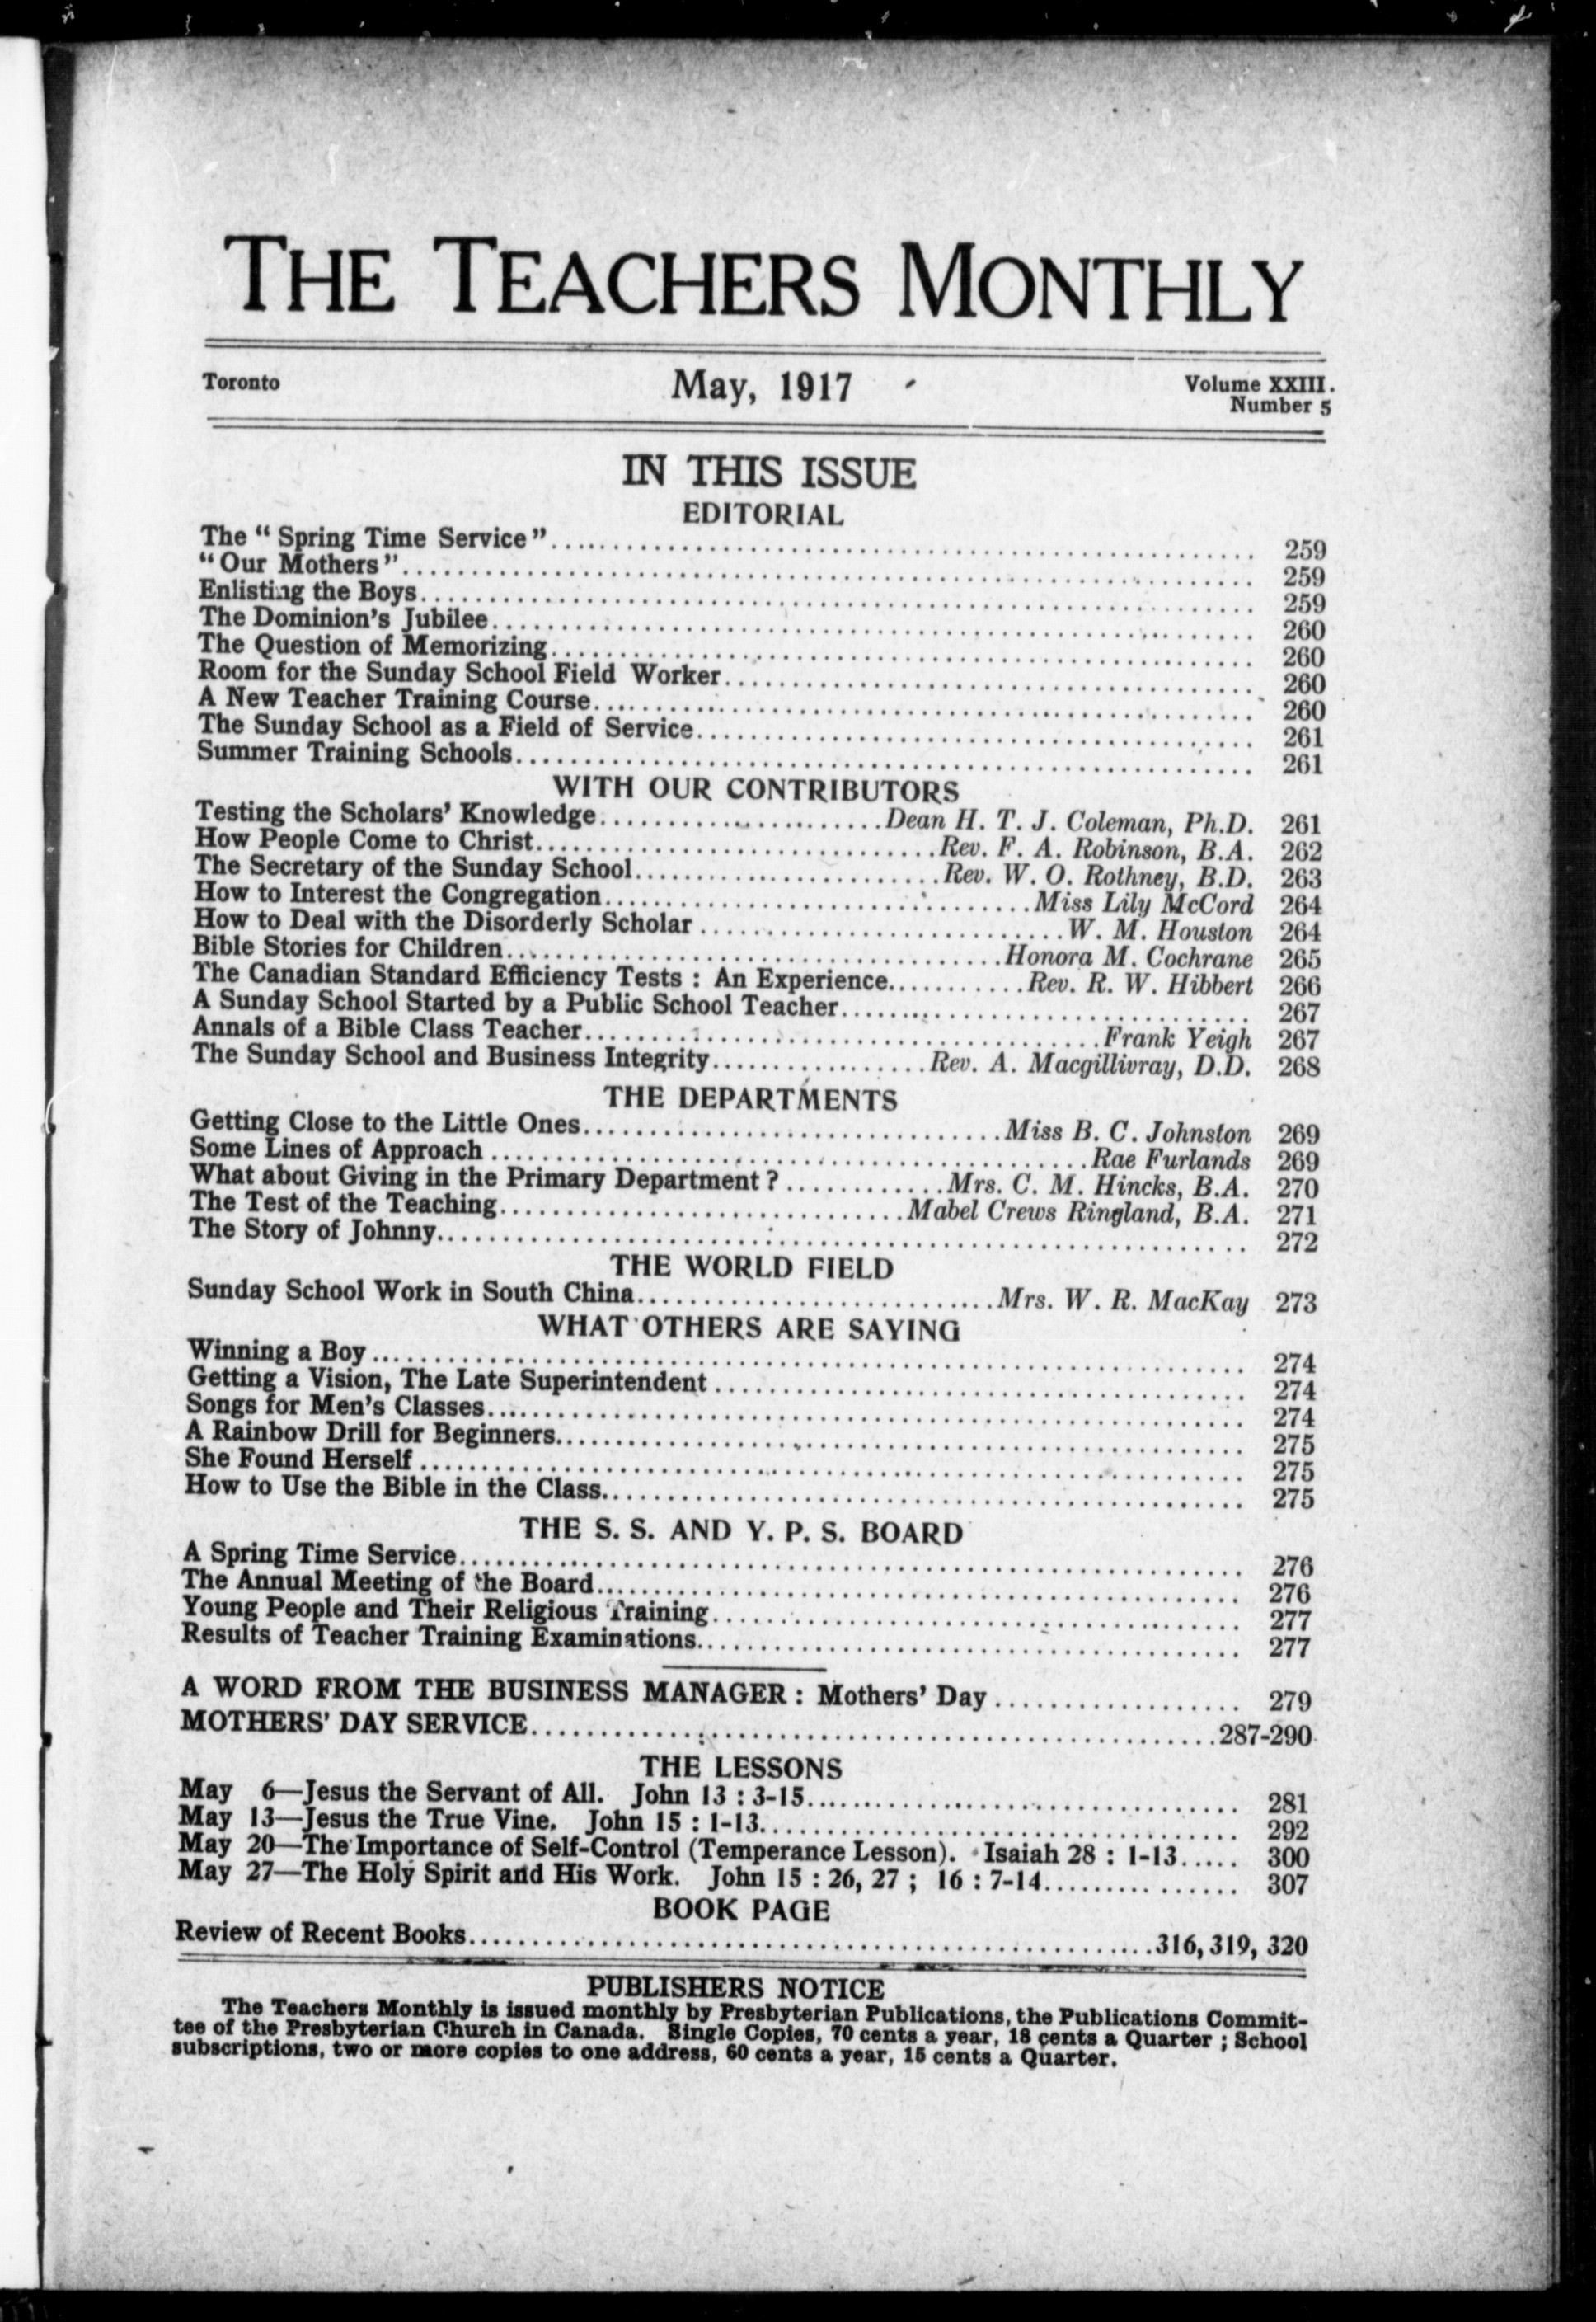 THE TEACHERS MONTHLY
Toronto May, 1917 Volume XXIII.
Number 5
IN THIS ISSUE
EDITORIAL
The "Spring Time Service" 259
"Our Mothers" 259
Enlisting the Boys 259
The Dominion's Jubilee 260
The Question of Memorizing 260
Room for the Sunday School Field Worker 260
A New Teacher Training Course 260
The Sunday School as a Field of Service 261
Summer Training Schools 261
WITH OUR CONTRIBUTORS
Testing the Scholars' Knowledge Dean H. T. J. Coleman, Ph.D. 261
How People Come to Christ Rev. F. A. Robinson, B.A. 262
The Secretary of the Sunday School Rev. W. O. Rothney, B.D. 263
How to Interest the Congregation Miss Lily McCord 264
How to Deal with the Disorderly Scholar W. M. Houston 264
Bible Stories for Children Honora M. Cochrane 265
The Canadian Standard Efficiency Tests : An Experience Rev. R. W. Hibbert 266
A Sunday School Started by a Public School Teacher 267
Annals of a Bible Class Teacher Frank Yeigh 267
The Sunday School and Business Integrity Rev. A. Macgillivray, D.D. 268
THE DEPARTMENTS
Getting Close to the Little Ones Miss B. C. Johnston 269
Some Lines of Approach Rae Furlands 269
What about Giving in the Primary Department ? Mrs. C. M. Hincks, B.A. 270
The Test of the Teaching Mabel Crews Ringland, B.A. 271
The Story of Johnny 272
THE WORLD FIELD
Sunday School Work in South China Mrs. W. R. MacKay 273
WHAT OTHERS ARE SAYING
Winning a Boy 274
Getting a Vision, The Late Superintendent 274
Songs for Men's Classes 274
A Rainbow Drill for Beginners 275
She Found Herself 275
How to Use the Bible in the Class 275
THE S. S. AND Y. P. S. BOARD
A Spring Time Service 276
The Annual Meeting of the Board 276
Young People and Their Religious Training 277
Results of Teacher Training Examinations 277
A WORD FROM THE BUSINESS MANAGER : Mothers' Day 279
MOTHERS' DAY SERVICE 287-290
THE LESSONS
May 6—Jesus the Servant of All. John 13 : 3-15 281
May 13—Jesus the True Vine. John 15 : 1-13 292
May 20—The Importance of Self-Control (Temperance Lesson). Isaiah 28 : 1-13 300
May 27—The Holy Spirit and His Work. John 15 : 26, 27 ; 16 : 7-14 307
BOOK PAGE
Review of Recent Books 316, 319, 320
PUBLISHERS NOTICE
The Teachers Monthly is issued monthly by Presbyterian Publications, the Publications Commit-
tee of the Presbyterian Church in Canada. Single Copies, 70 cents a year, 18 cents a Quarter ; School
subscriptions, two or more copies to one address, 60 cents a year, 15 cents a Quarter.